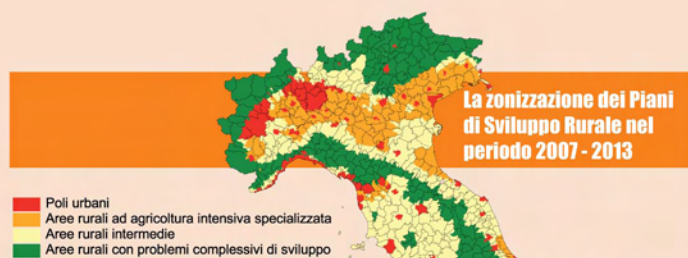 La zonizzazione dei Piani
di Sviluppo Rurale nel
periodo 2007 - 2013
Poli urbani
Aree rurali ad agricoltura intensiva specializzata
Aree rurali intermedie
Aree rurali con problemi complessivi di sviluppo